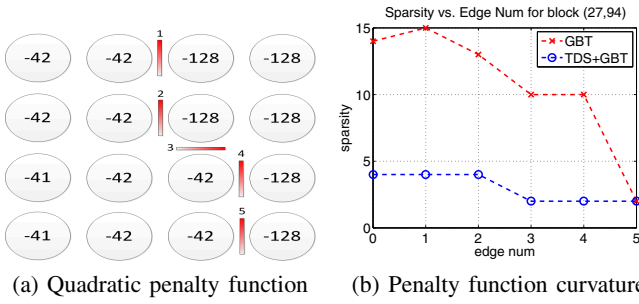 1
-42 -42 -128 -128
2
-42 -42 -128 -128
3
4
-41 -42 -42 -128
5
-41 -42 -42 -128
(a) Quadratic penalty function
Sparsity vs. Edge Num for block (27,94)
GBT
TDS+GBT
15
10
5
0
sparsity
0 1 2 3 4 5
edge num
(b) Penalty function curvature